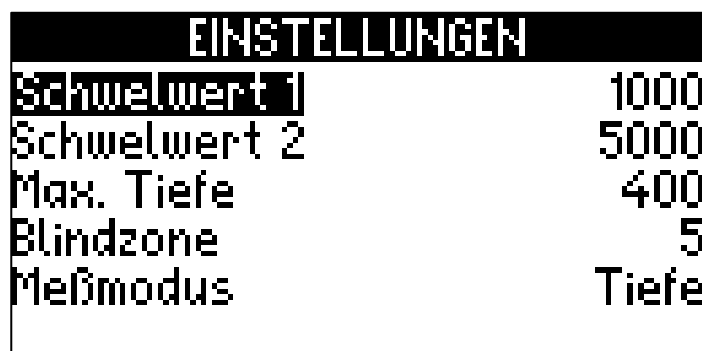 EINSTELLUNGEN
Schwelwert 1 1000
Schwelwert 2 5000
Max. Tiefe 400
Blindzone 5
Meßmodus Tiefe